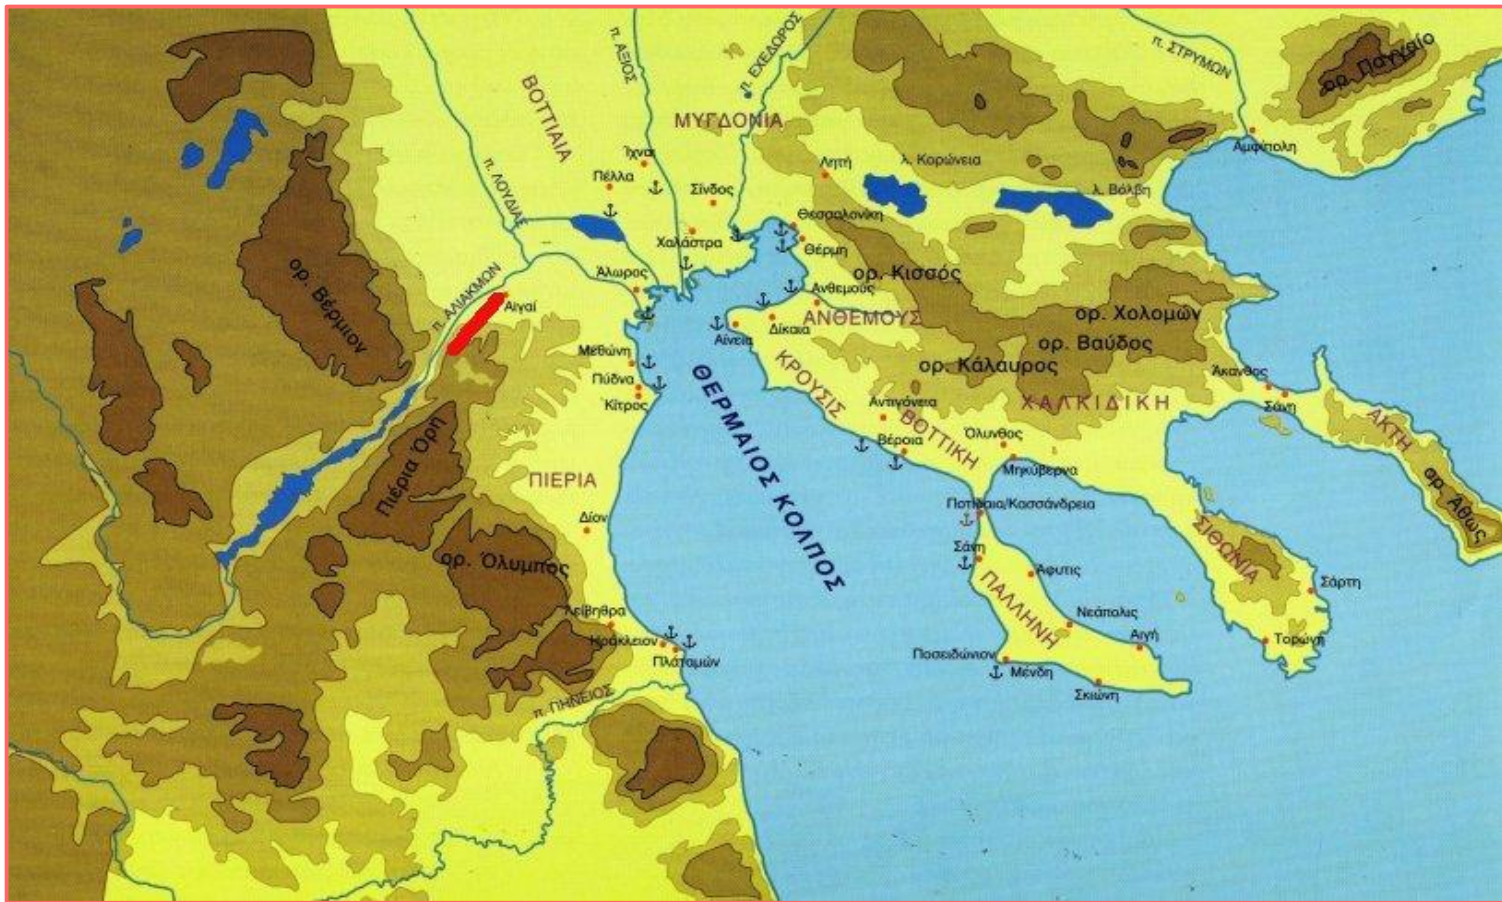 π. ΑΞΙΟΣ
π. ΕΧΕΔΩΡΟΣ
π. ΣΤΡΥΜΩΝ
ορ. Παγγαίο
ΒΟΤΤΙΑΙΑ
ΜΥΓΔΟΝΙΑ
Αμφίπολη
Ίχναι
Πέλλα
π. ΛΟΥΔΙΑΣ
Σίνδος
Λητή
λ. Κορώνεια
λ. Βόλβη
Χαλάστρα
Θεσσαλονίκη
Θέρμη
ορ. Βέρμιον
π. ΑΛΙΑΚΜΩΝ
Αιγαί
Άλωρος
ορ. Κισσός
Ανθεμούς
ΑΝΘΕΜΟΥΣ
Δίκαια
Αίνεια
ορ. Χολομών
ορ. Βαύδος
ορ. Κάλαυρος
Μεθώνη
Πύδνα
Κίτρος
ΘΕΡΜΑΙΟΣ ΚΟΛΠΟΣ
ΚΡΟΥΣΙΣ
Αντιγόνεια
ΒΟΤΤΙΚΗ
Βέροια
ΧΑΛΚΙΔΙΚΗ
Όλυνθος
Μηκύβερνα
Άκανθος
Σάνη
ΑΚΤΗ
ορ. Άθως
Πιέρια Όρη
ΠΙΕΡΙΑ
Δίον
Ποτίδαια/Κασσάνδρεια
Σάνη
Άφυτις
ΠΑΛΛΗΝΗ
ΣΙΘΩΝΙΑ
Σάρτη
ορ. Όλυμπος
Λείβηθρα
Ηράκλειον
Πλαταμών
Νεάπολις
Αιγή
Τορώνη
Ποσειδώνιον
Μένδη
Σκιώνη
π. ΠΗΝΕΙΟΣ